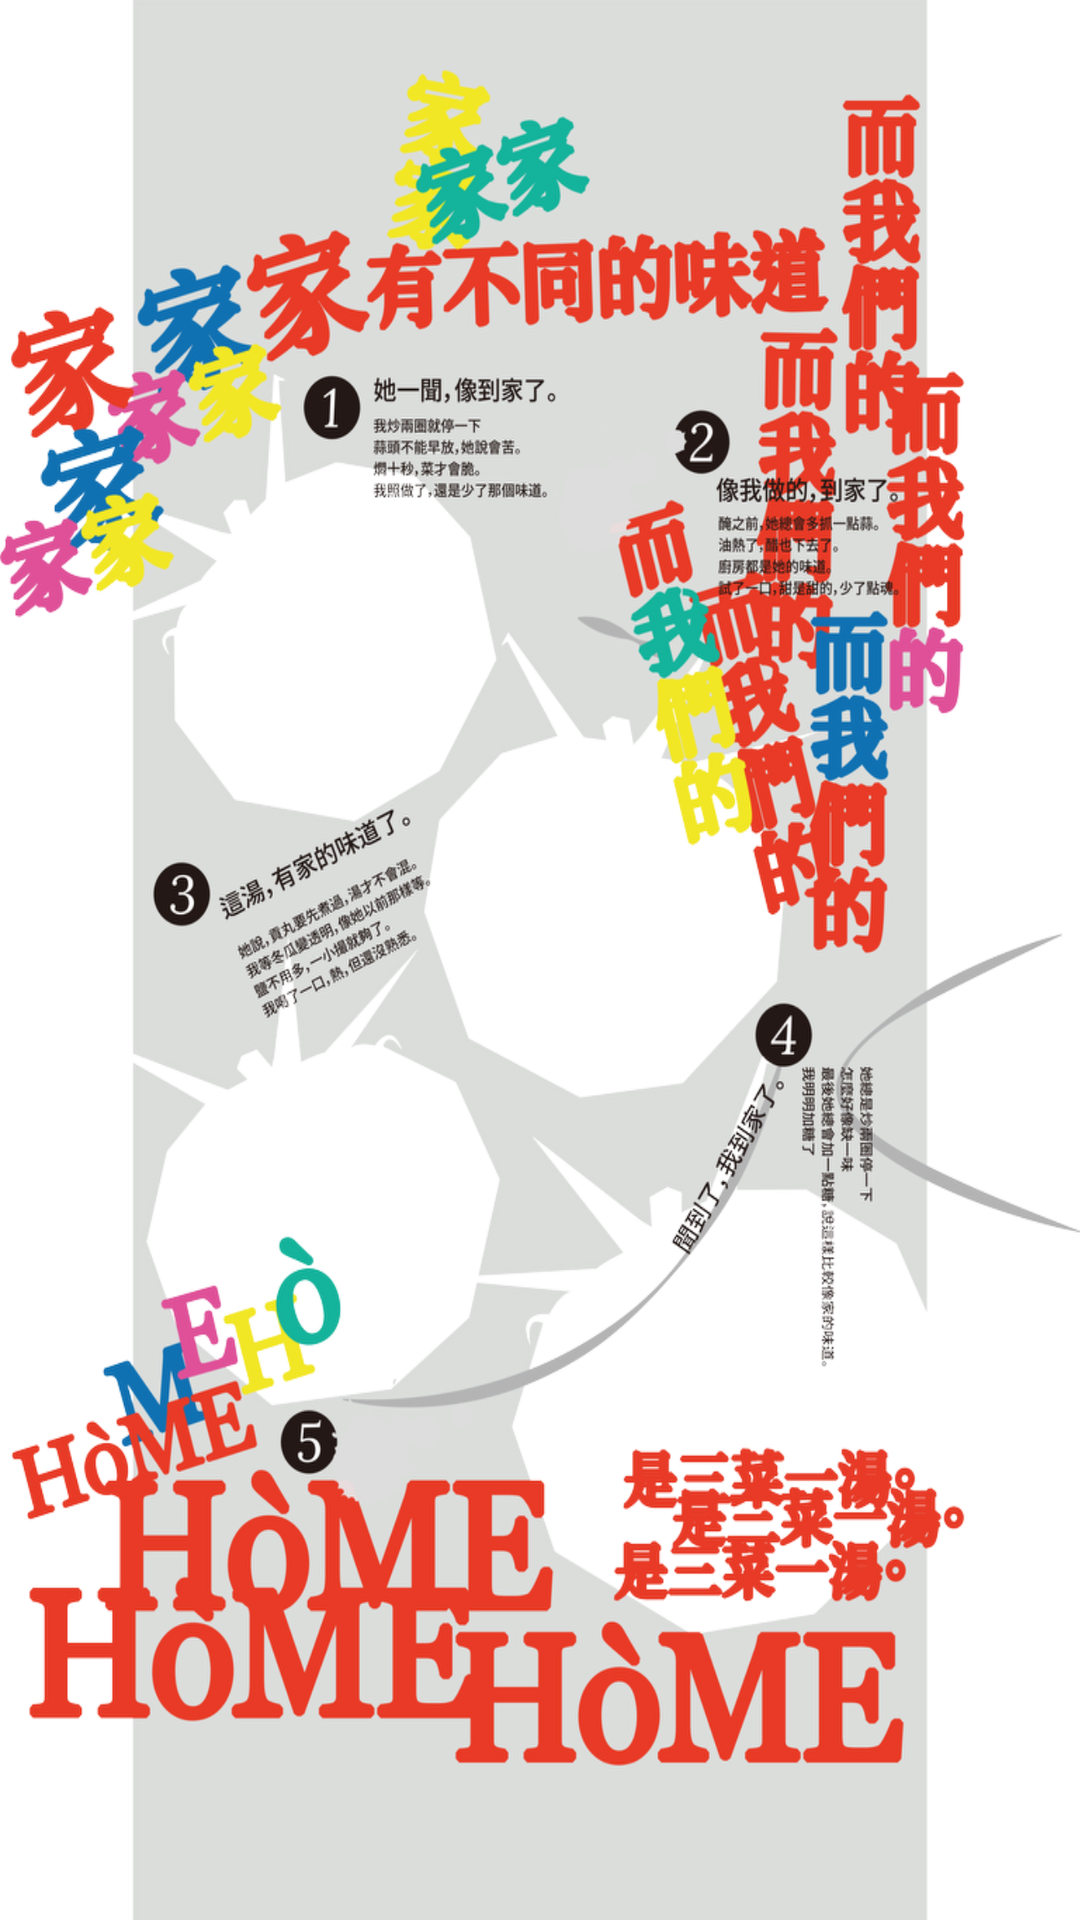 家
家
家
家
家有不同的味道
家
家
家
家
家
家
家
而我們的
而我們的
而我們的
而我們的
而我們的
而我們的
1
她一聞，像到家了。
我炒兩圈就停一下
蒜頭不能早放，她說會苦。
燜十秒，菜才會脆。
我照做了，還是少了那個味道。
2
像我做的，到家了。
醃之前，她總會多抓一點蒜。
油熱了，醋也下去了。
廚房都是她的味道。
試了一口，甜是甜的，少了點魂。
3
這湯，有家的味道了。
她說，貢丸要先煮過，湯才不會混。
我等冬瓜變透明，像她以前那樣等。
鹽不用多，一小撮就夠了。
我喝了一口，熱，但還沒熟悉。
4
聞到了，我到家了。
她總是炒兩圈停一下
怎麼好像缺一味
最後她總會加一點糖，說這樣比較像家的味道。
我明明加糖了
M
E
H
Ò
HòME
5
HòME
HòME
HòME
是三菜一湯。
是三菜一湯。
是三菜一湯。